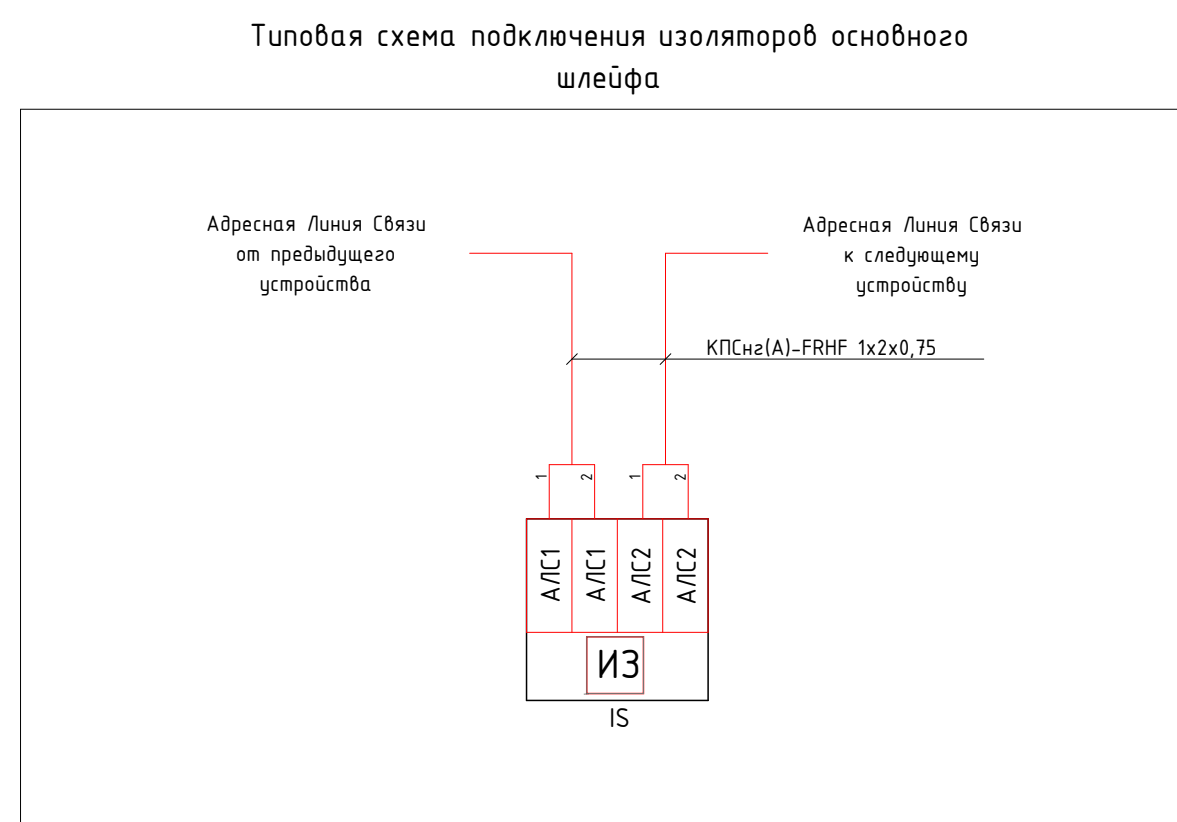 Типовая схема подключения изоляторов основного
шлейфа
Адресная Линия Связи
от предыдущего
устройства
Адресная Линия Связи
к следующему
устройству
КПСнг(А)-FRHF 1x2x0,75
1
2
1
2
АЛС1
АЛС1
АЛС2
АЛС2
ИЗ
IS